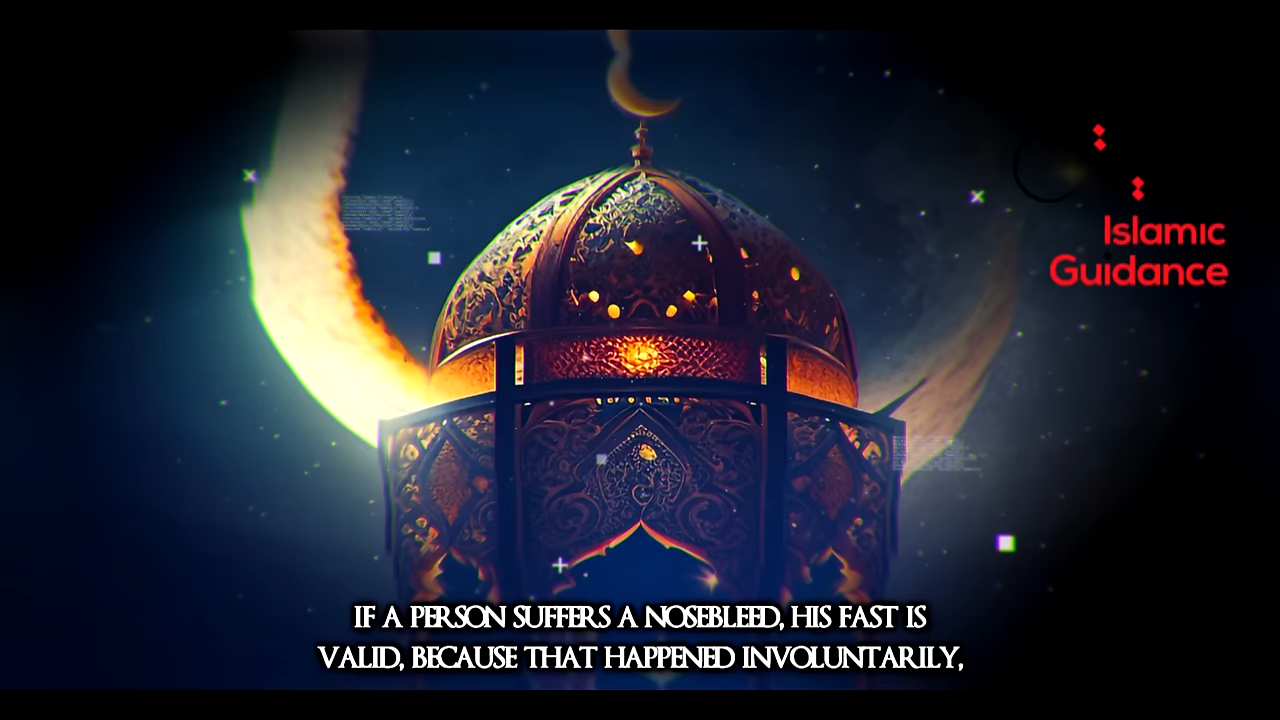 Islamic
Guidance
IF A PERSON SUFFERS A NOSEBLEED, HIS FAST IS
VALID, BECAUSE THAT HAPPENED INVOLUNTARILY,